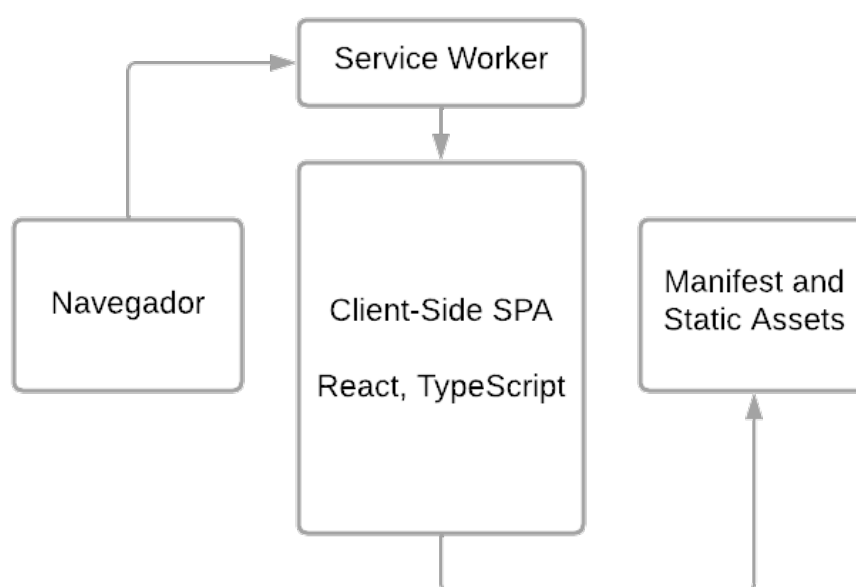 Service Worker
Navegador
Client-Side SPA
React, TypeScript
Manifest and
Static Assets